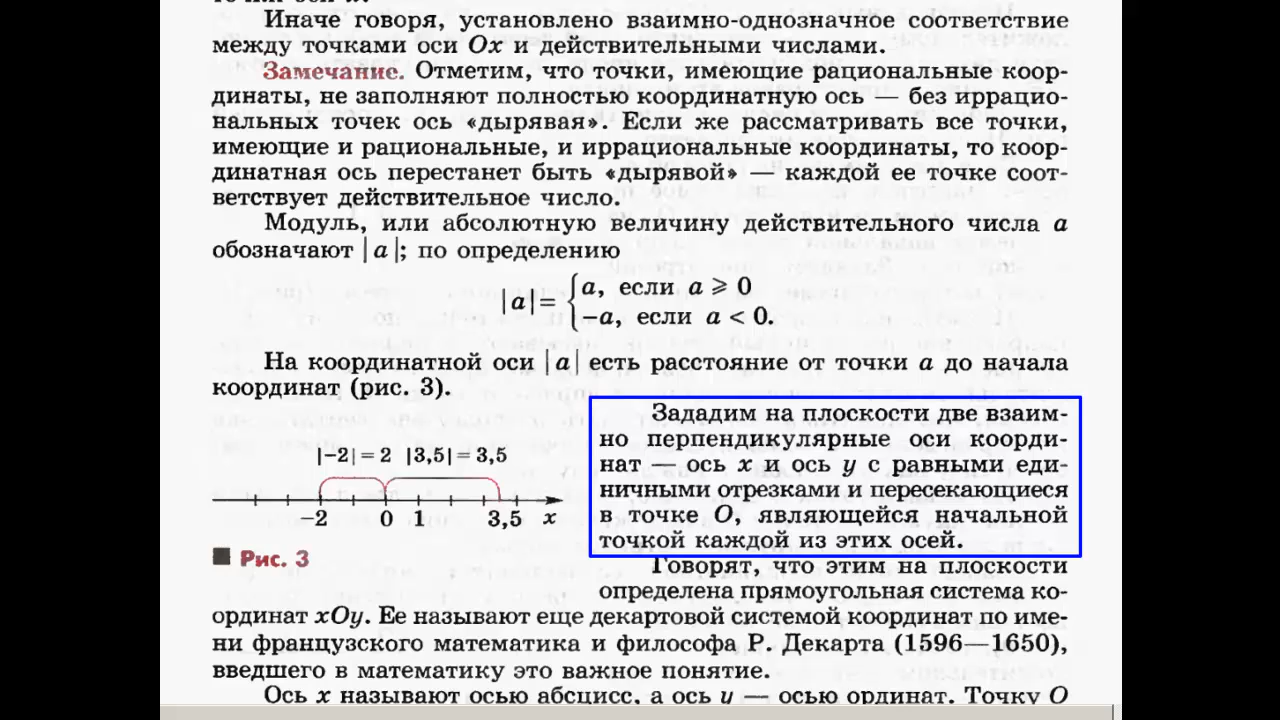 Иначе говоря, установлено взаимно-однозначное соответствие
между точками оси Ox и действительными числами.
Замечание. Отметим, что точки, имеющие рациональные коор-
динаты, не заполняют полностью координатную ось — без иррацио-
нальных точек ось «дырявая». Если же рассматривать все точки,
имеющие и рациональные, и иррациональные координаты, то коор-
динатная ось перестанет быть «дырявой» — каждой ее точке соот-
ветствует действительное число.
Модуль, или абсолютную величину действительного числа a
обозначают |a|; по определению
|a| = { a, если a ⩾ 0
−a, если a < 0.
На координатной оси |a| есть расстояние от точки a до начала
координат (рис. 3).
|−2| = 2 |3,5| = 3,5
−2 0 1 3,5 x
Рис. 3
Зададим на плоскости две взаим-
но перпендикулярные оси коорди-
нат — ось x и ось y с равными еди-
ничными отрезками и пересекающиеся
в точке O, являющейся начальной
точкой каждой из этих осей.
Говорят, что этим на плоскости
определена прямоугольная система ко-
ординат xOy. Ее называют еще декартовой системой координат по име-
ни французского математика и философа Р. Декарта (1596—1650),
введшего в математику это важное понятие.
Ось x называют осью абсцисс, а ось y — осью ординат. Точку O